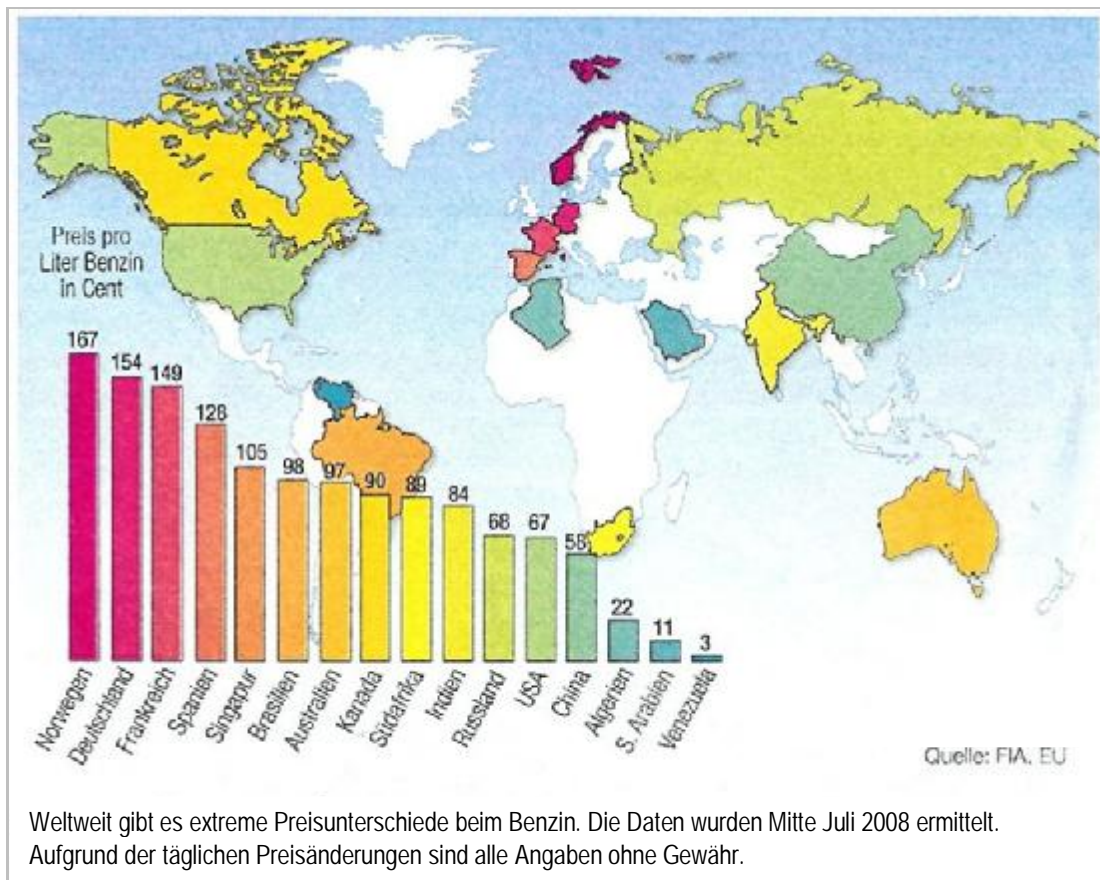 Preis pro
Liter Benzin
in Cent
167
154
149
128
105
98
97
90
89
84
68
67
58
22
11
3
Norwegen
Deutschland
Frankreich
Spanien
Singapur
Brasilien
Australien
Kanada
Südafrika
Indien
Russland
USA
China
Algerien
S. Arabien
Venezuela
Quelle: FIA, EU
Weltweit gibt es extreme Preisunterschiede beim Benzin. Die Daten wurden Mitte Juli 2008 ermittelt.
Aufgrund der täglichen Preisänderungen sind alle Angaben ohne Gewähr.